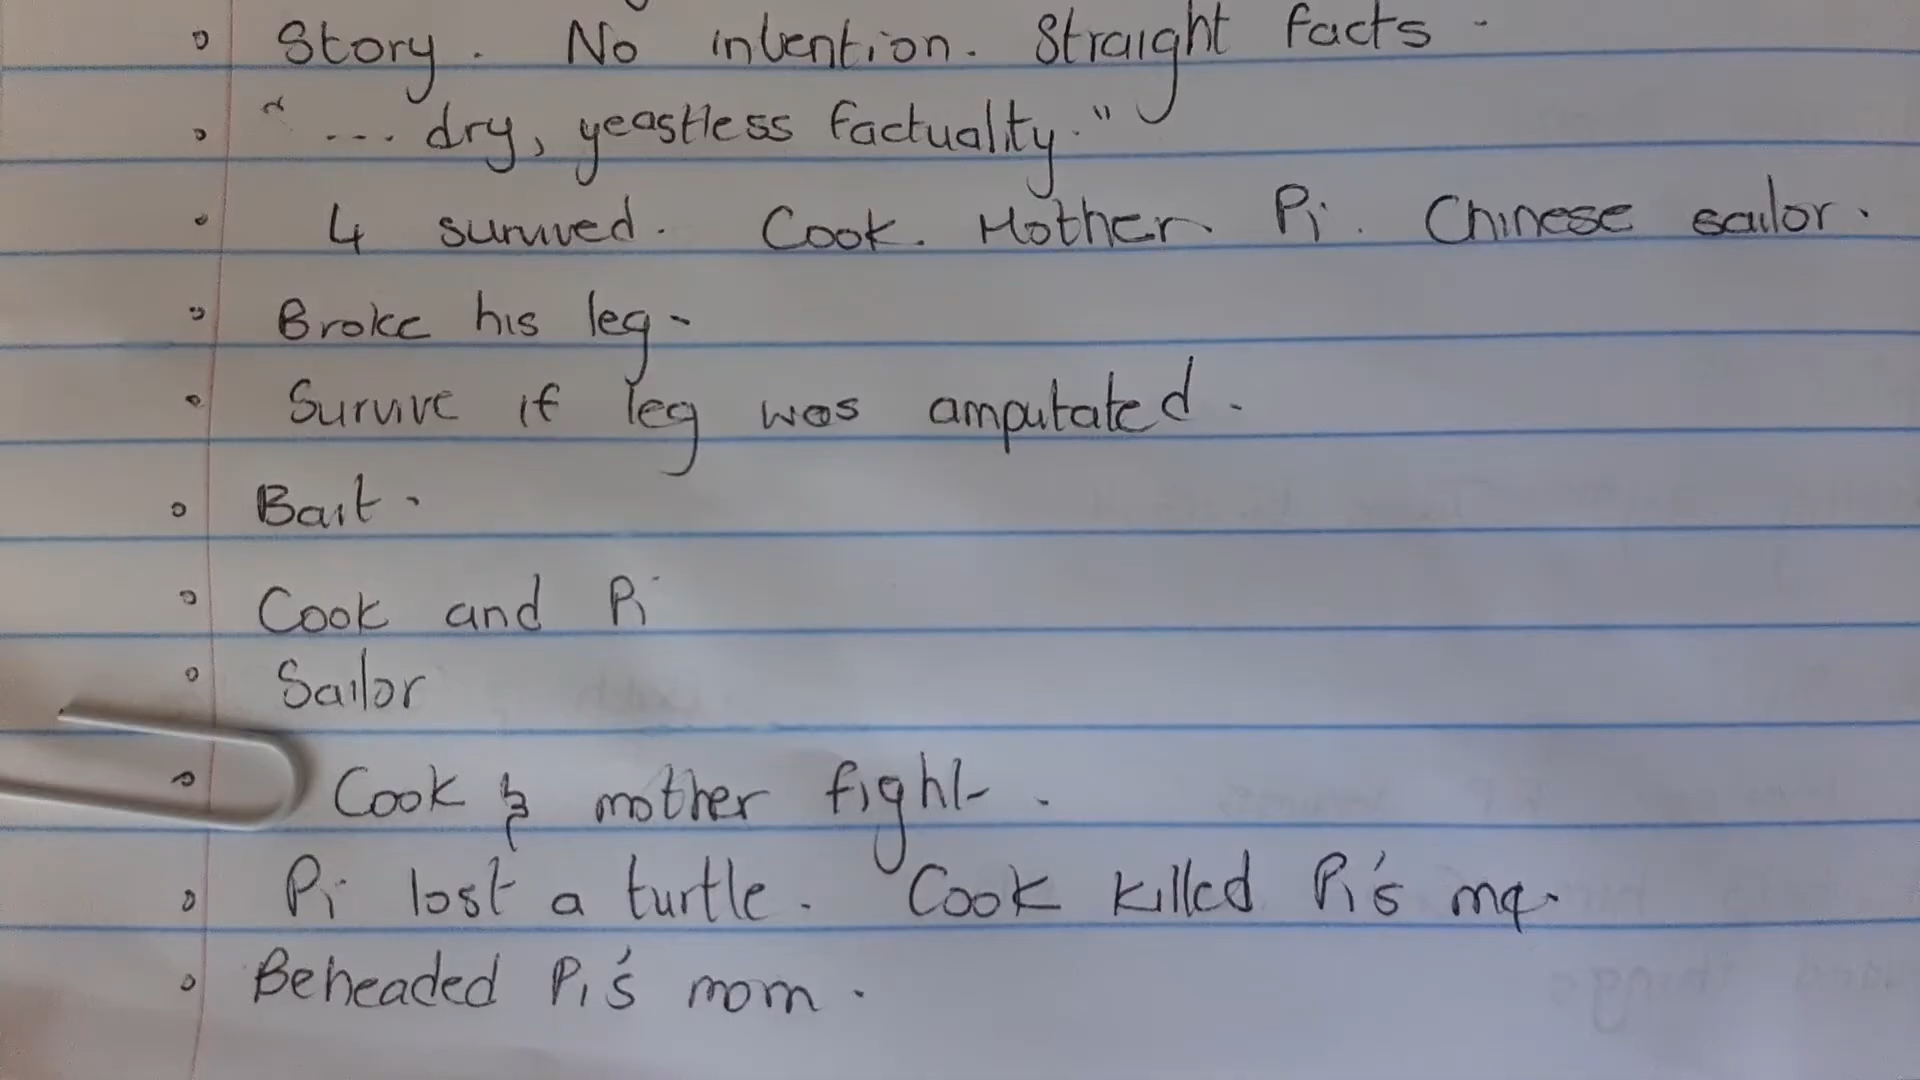 Story. No intention. Straight facts -
"... dry, yeastless factuality."
4 survived. Cook. Mother. Pi. Chinese sailor.
Broke his leg.
Survive if leg was amputated.
Bait.
Cook and Pi
Sailor
Cook & mother fight.
Pi lost a turtle. Cook killed Pi's
Beheaded Pi's mom.